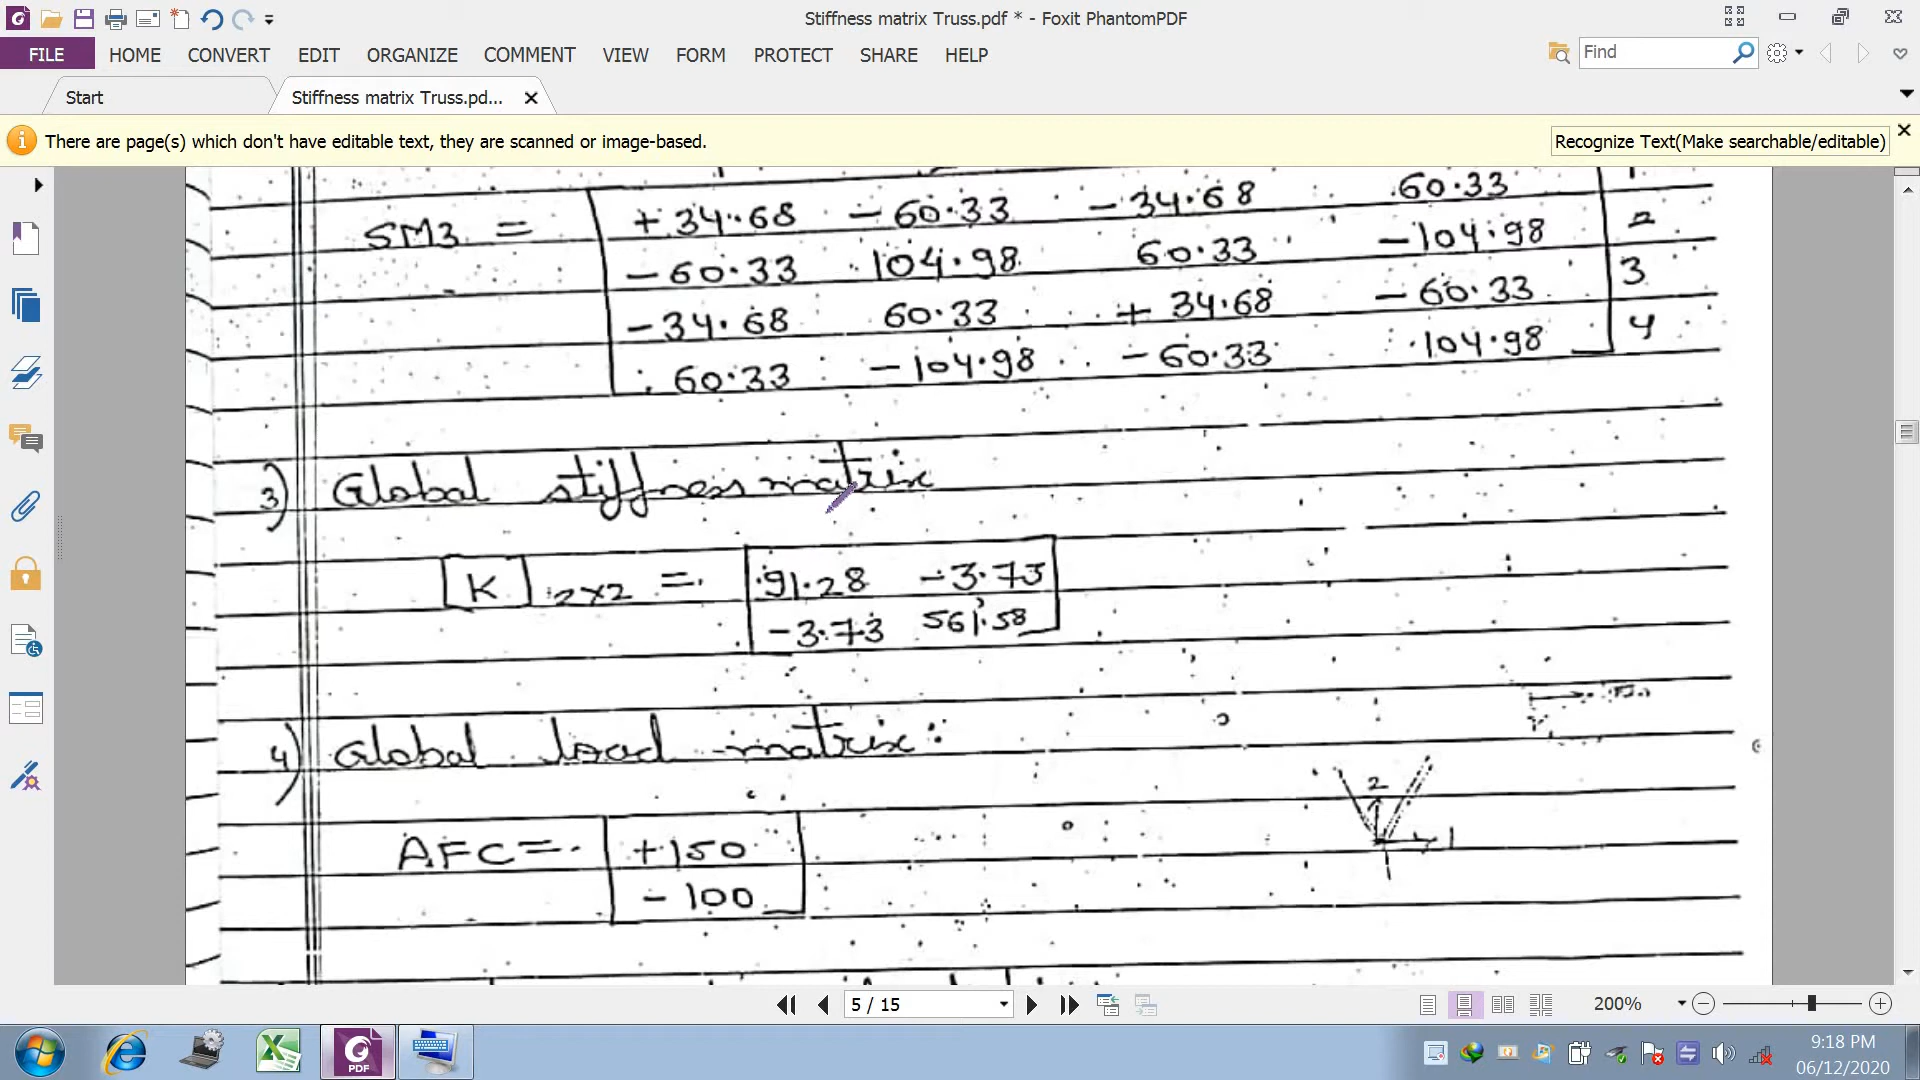 Stiffness matrix Truss.pdf * - Foxit PhantomPDF
FILE HOME CONVERT EDIT ORGANIZE COMMENT VIEW FORM PROTECT SHARE HELP
Find
Start
Stiffness matrix Truss.pd...
There are page(s) which don't have editable text, they are scanned or image-based.
Recognize Text(Make searchable/editable)
SM3 = +34.68 -60.33 -34.68 60.33
-60.33 104.98 60.33 -104.98 2
-34.68 60.33 +34.68 -60.33 3
60.33 -104.98 -60.33 104.98 4
3) Global stiffness matrix
K 2x2 = 91.28 -3.73
-3.73 561.58
4) Global load matrix:
2
1
AFC = +150
-100
5 / 15
200%
PDF
9:18 PM
06/12/2020